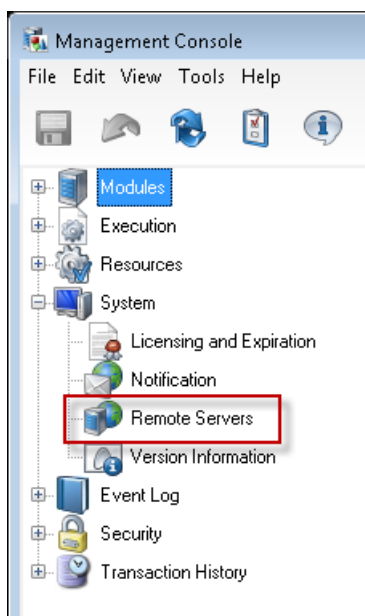 Management Console
File Edit View Tools Help
Modules
Execution
Resources
System
Licensing and Expiration
Notification
Remote Servers
Version Information
Event Log
Security
Transaction History